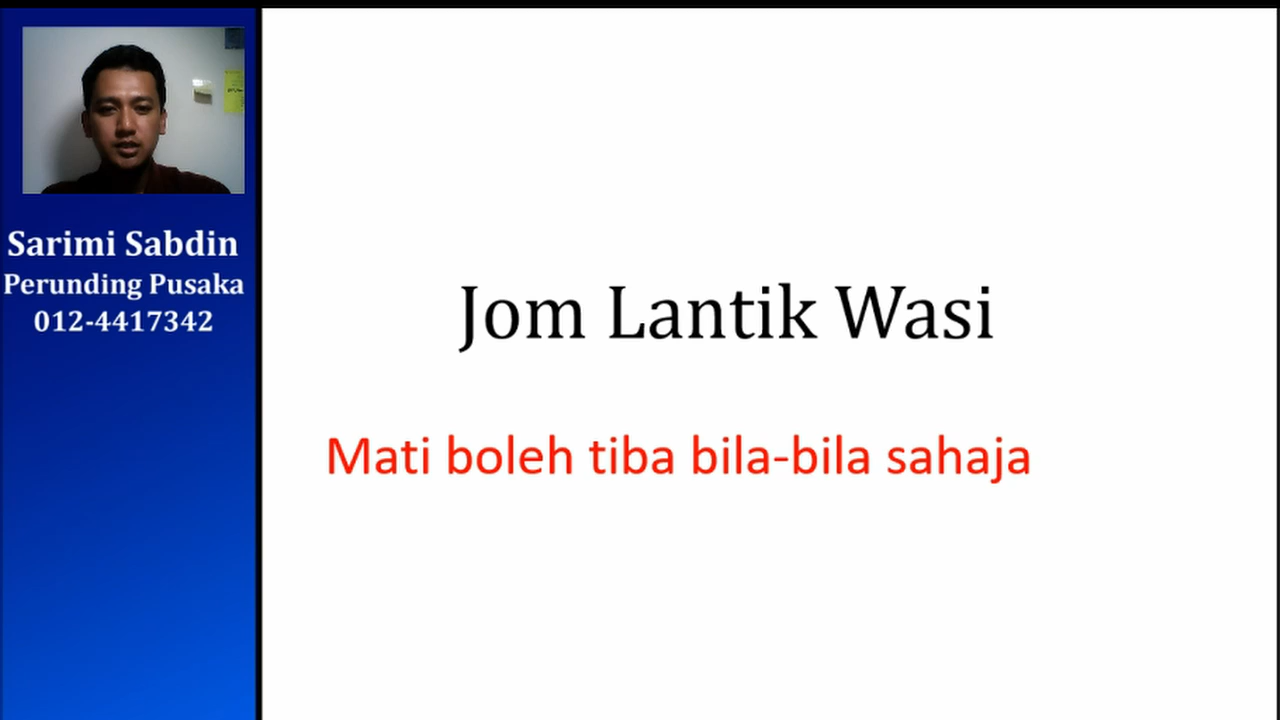 Sarimi Sabdin
Perunding Pusaka
012-4417342
Jom Lantik Wasi
Mati boleh tiba bila-bila sahaja